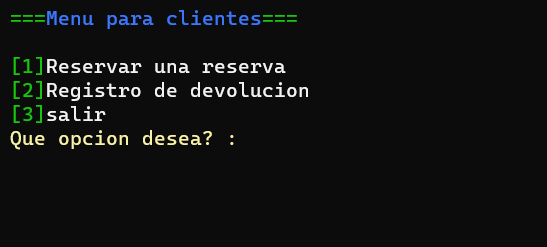 ===Menu para clientes===
[1]Reservar una reserva
[2]Registro de devolucion
[3]salir
Que opcion desea? :